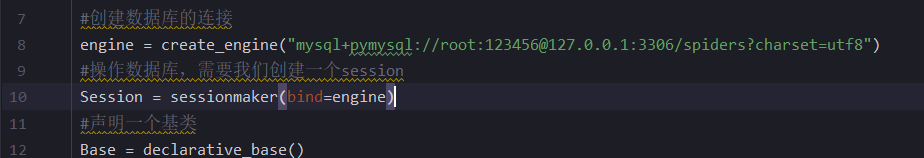 7 #创建数据库的连接
8 engine = create_engine("mysql+pymysql://root:123456@127.0.0.1:3306/spiders?charset=utf8")
9 #操作数据库，需要我们创建一个session
10 Session = sessionmaker(bind=engine)
11 #声明一个基类
12 Base = declarative_base()